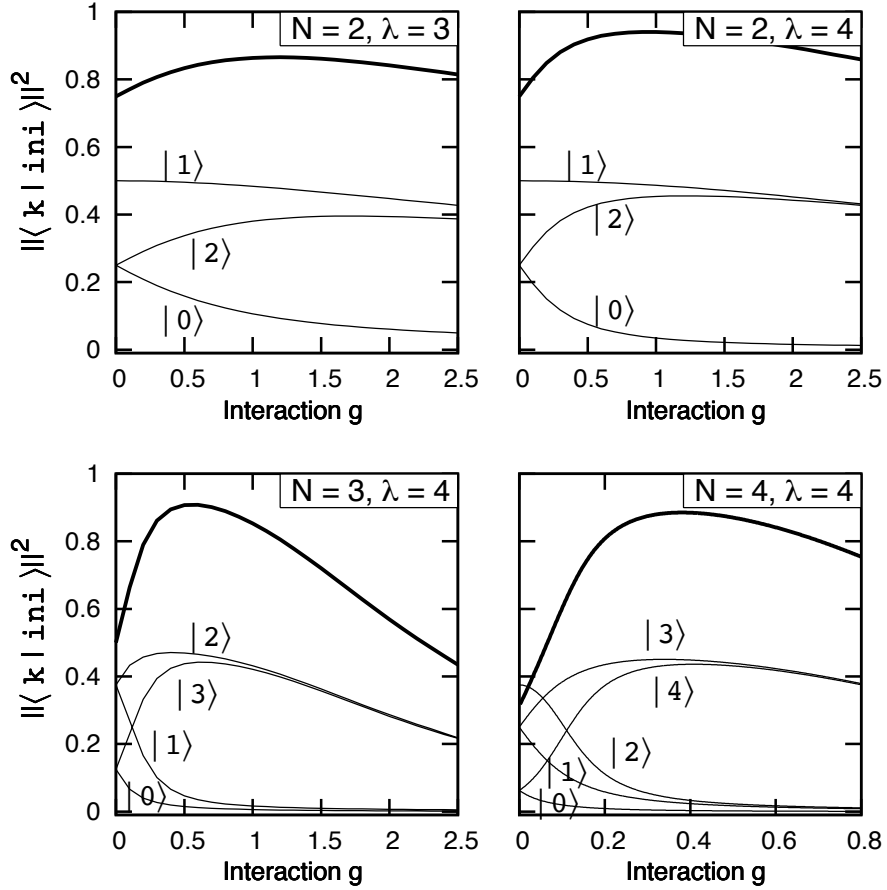 N = 2, λ = 3
1
0.8
0.6
0.4
0.2
0
||⟨ k | ini ⟩||²
| 1⟩
| 2⟩
| 0⟩
0 0.5 1 1.5 2 2.5
Interaction g
N = 2, λ = 4
| 1⟩
| 2⟩
| 0⟩
0 0.5 1 1.5 2 2.5
Interaction g
N = 3, λ = 4
1
0.8
0.6
0.4
0.2
0
||⟨ k | ini ⟩||²
| 2⟩
| 3⟩
| 1⟩
| 0⟩
0 0.5 1 1.5 2 2.5
Interaction g
N = 4, λ = 4
| 3⟩
| 4⟩
| 2⟩
| 1⟩
| 0⟩
0 0.2 0.4 0.6 0.8
Interaction g